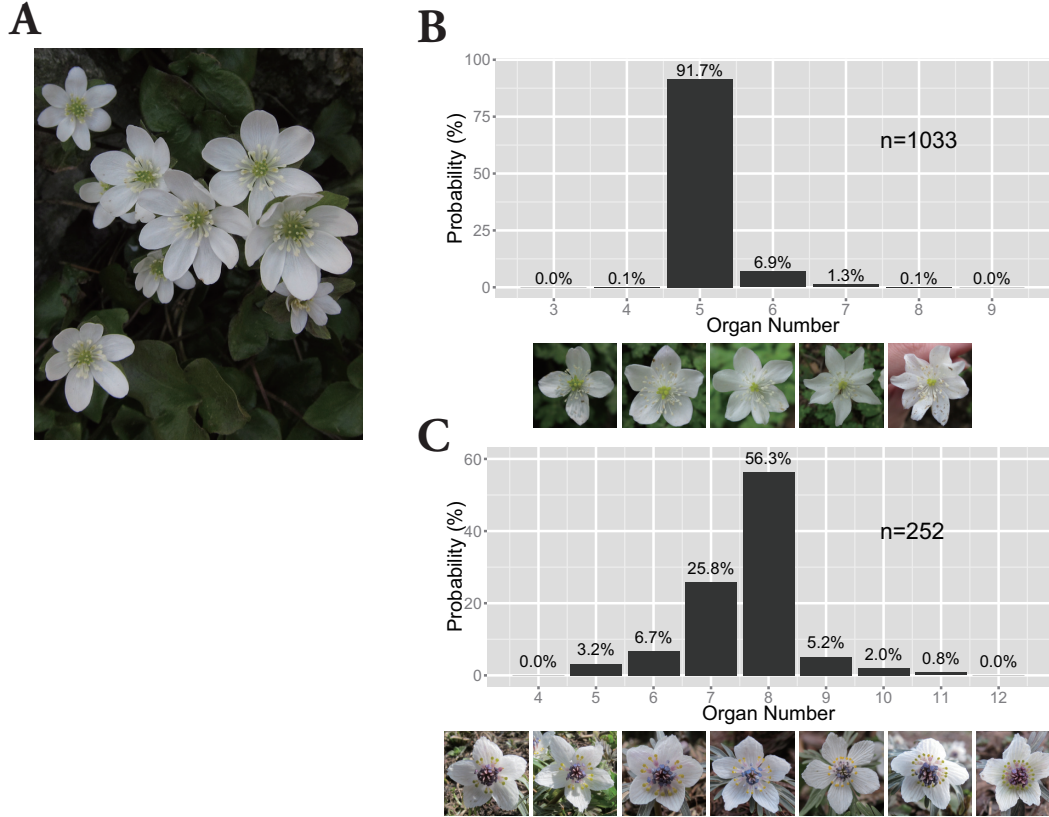 A
B
100
75
50
25
0
Probability (%)
0.0%
0.1%
91.7%
6.9%
1.3%
0.1%
0.0%
n=1033
3 4 5 6 7 8 9
Organ Number
C
60
40
20
0
Probability (%)
0.0%
3.2%
6.7%
25.8%
56.3%
5.2%
2.0%
0.8%
0.0%
n=252
4 5 6 7 8 9 10 11 12
Organ Number